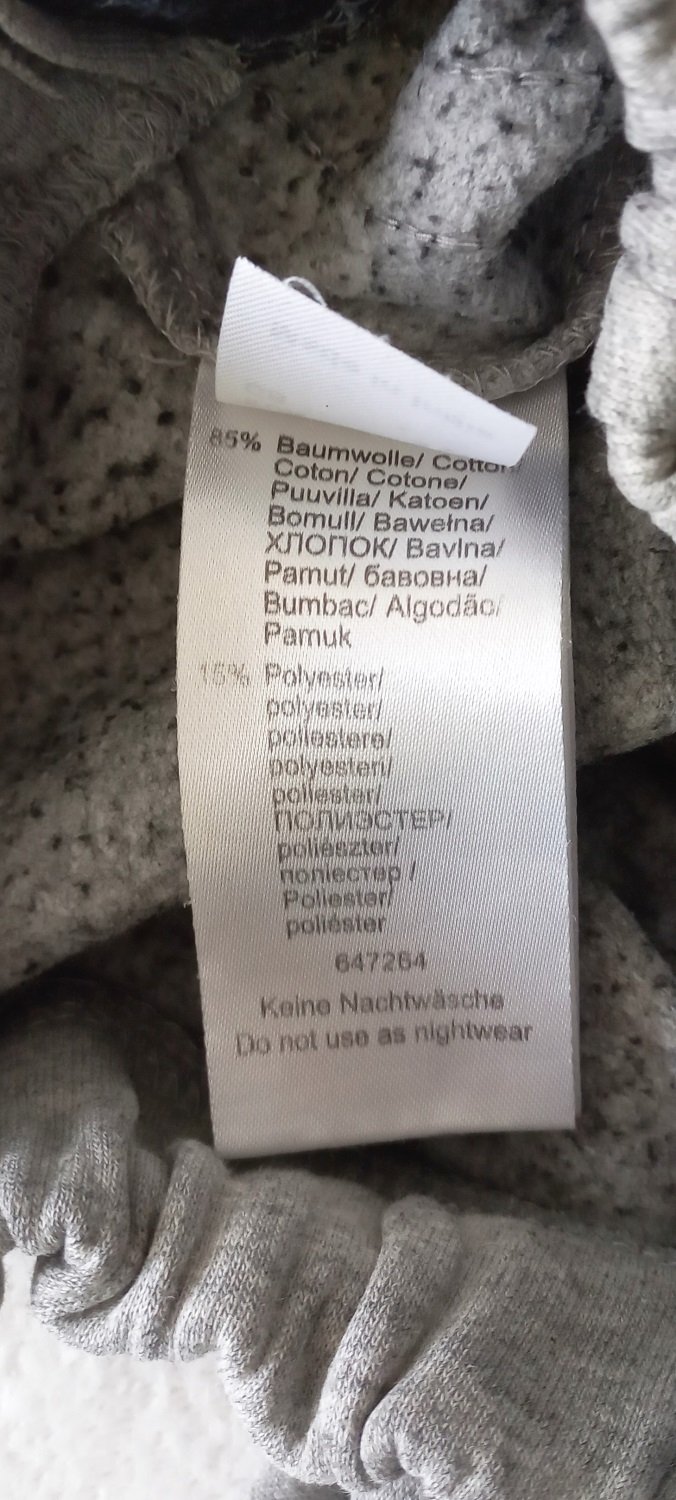 85% Baumwolle/ Cotton
Coton/ Cotone/
Puuvilla/ Katoen/
Bomull/ Bawełna/
ХЛОПОК/ Bavlna/
Pamut/ бавовна/
Bumbac/ Algodão/
Pamuk
15% Polyester/
polyester/
poliestere/
polyesteri/
poliester/
ПОЛИЭСТЕР/
poliészter/
поліестер /
Poliester/
poliéster
647264
Keine Nachtwäsche
Do not use as nightwear